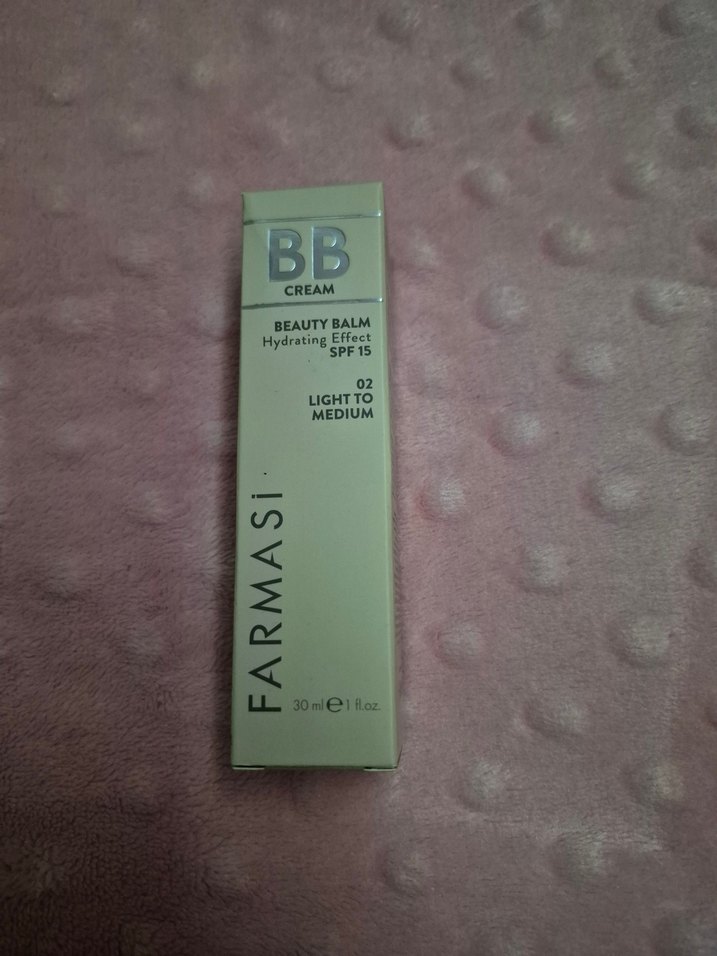 BB
CREAM
BEAUTY BALM
Hydrating Effect
SPF 15
02
LIGHT TO
MEDIUM
FARMASi
30 ml ℮ 1 fl.oz.